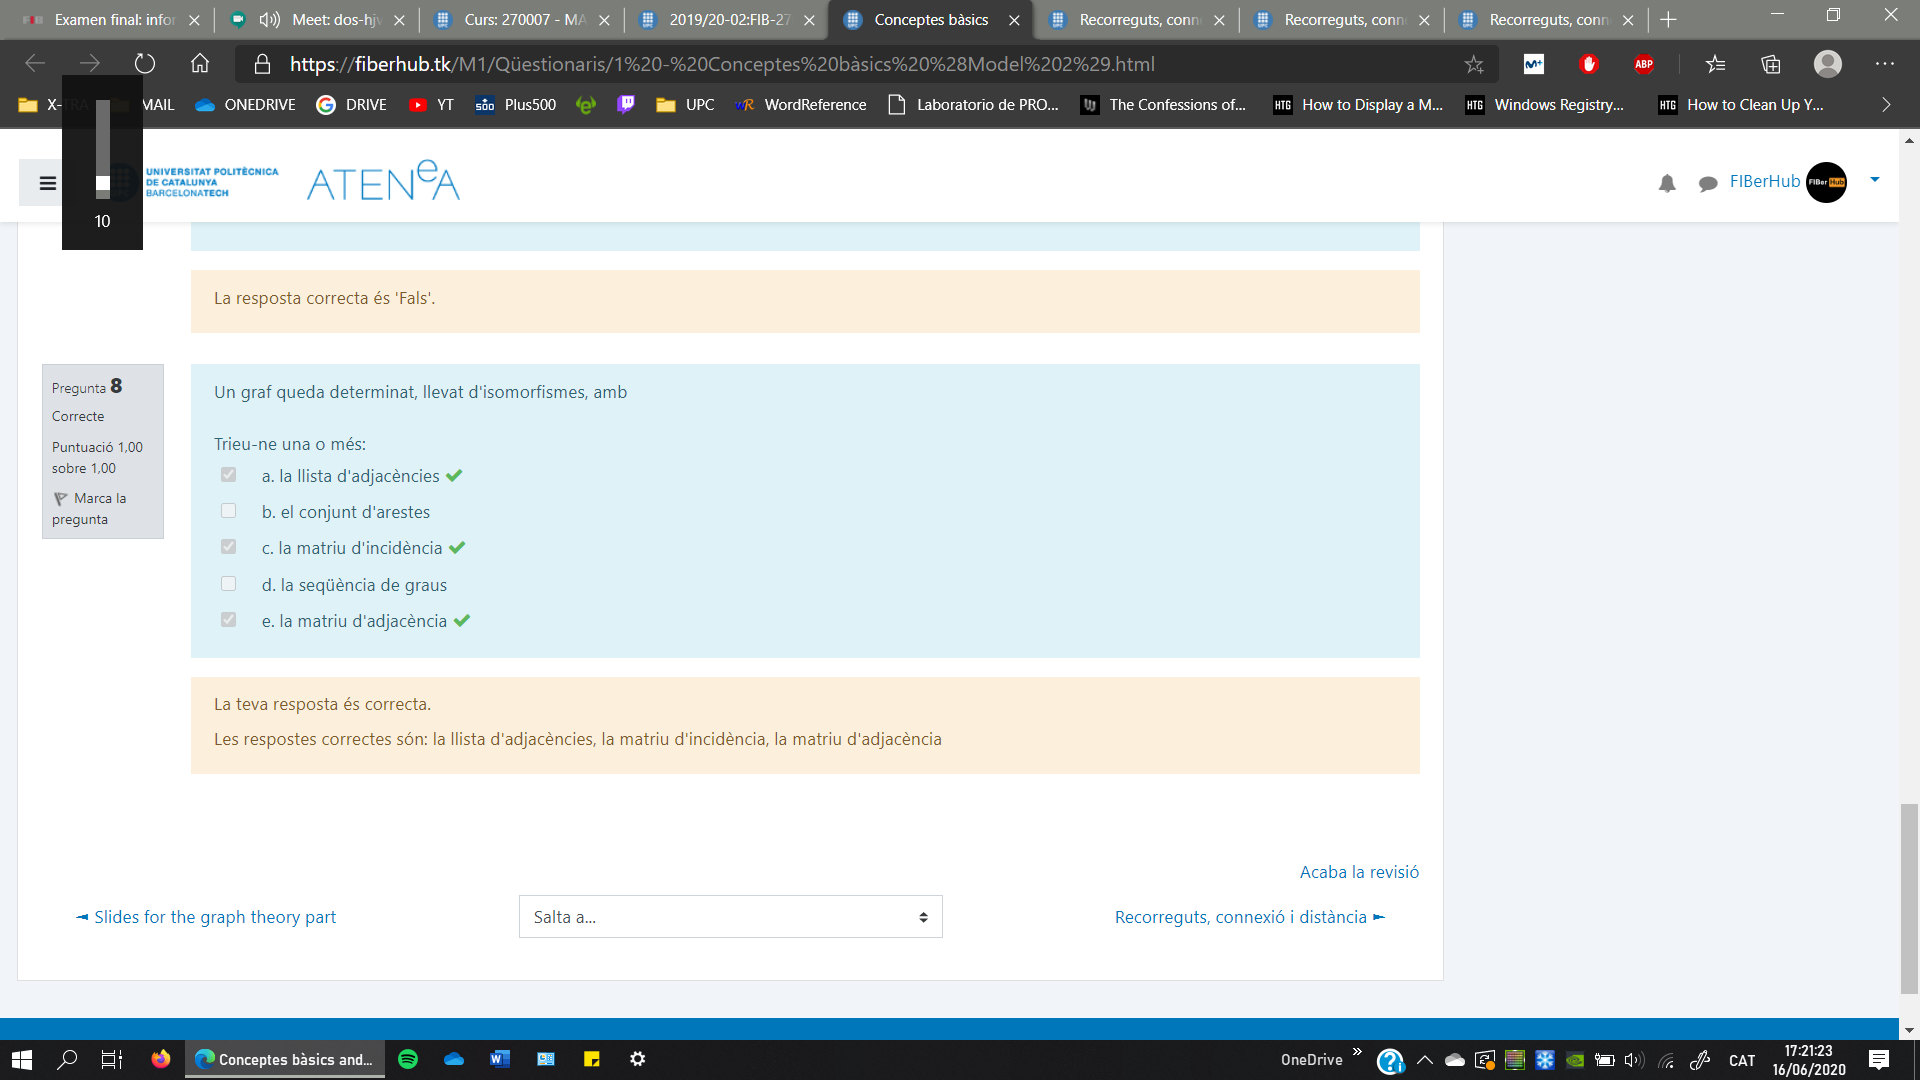 Examen final: infor
Meet: dos-hjv
Curs: 270007 - MA
2019/20-02:FIB-27
Conceptes bàsics
Recorreguts, conn
Recorreguts, conn
Recorreguts, conn
https://fiberhub.tk/M1/Qüestionaris/1%20-%20Conceptes%20bàsics%20%28Model%202%29.html
ABP
X-TRA
MAIL
ONEDRIVE
DRIVE
YT
Plus500
UPC
WordReference
Laboratorio de PRO...
The Confessions of...
HTG How to Display a M...
HTG Windows Registry...
HTG How to Clean Up Y...
10
UNIVERSITAT POLITÈCNICA
DE CATALUNYA
BARCELONATECH
ATENeA
FIBerHub
FIBer Hub
La resposta correcta és 'Fals'.
Pregunta 8
Correcte
Puntuació 1,00
sobre 1,00
Marca la
pregunta
Un graf queda determinat, llevat d'isomorfismes, amb
Trieu-ne una o més:
a. la llista d'adjacències
b. el conjunt d'arestes
c. la matriu d'incidència
d. la seqüència de graus
e. la matriu d'adjacència
La teva resposta és correcta.
Les respostes correctes són: la llista d'adjacències, la matriu d'incidència, la matriu d'adjacència
Acaba la revisió
◄ Slides for the graph theory part
Salta a...
Recorreguts, connexió i distància ►
Conceptes bàsics and...
OneDrive
CAT
17:21:23
16/06/2020